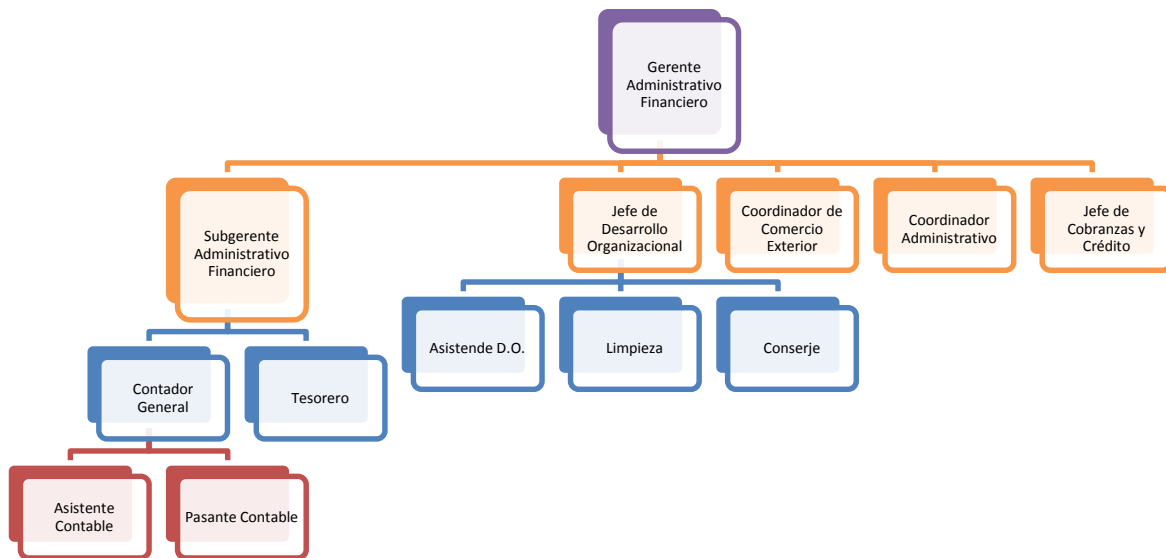 Gerente
Administrativo
Financiero
Subgerente
Administrativo
Financiero
Jefe de
Desarrollo
Organizacional
Coordinador de
Comercio
Exterior
Coordinador
Administrativo
Jefe de
Cobranzas y
Crédito
Asistende D.O.
Limpieza
Conserje
Contador
General
Tesorero
Asistente
Contable
Pasante Contable